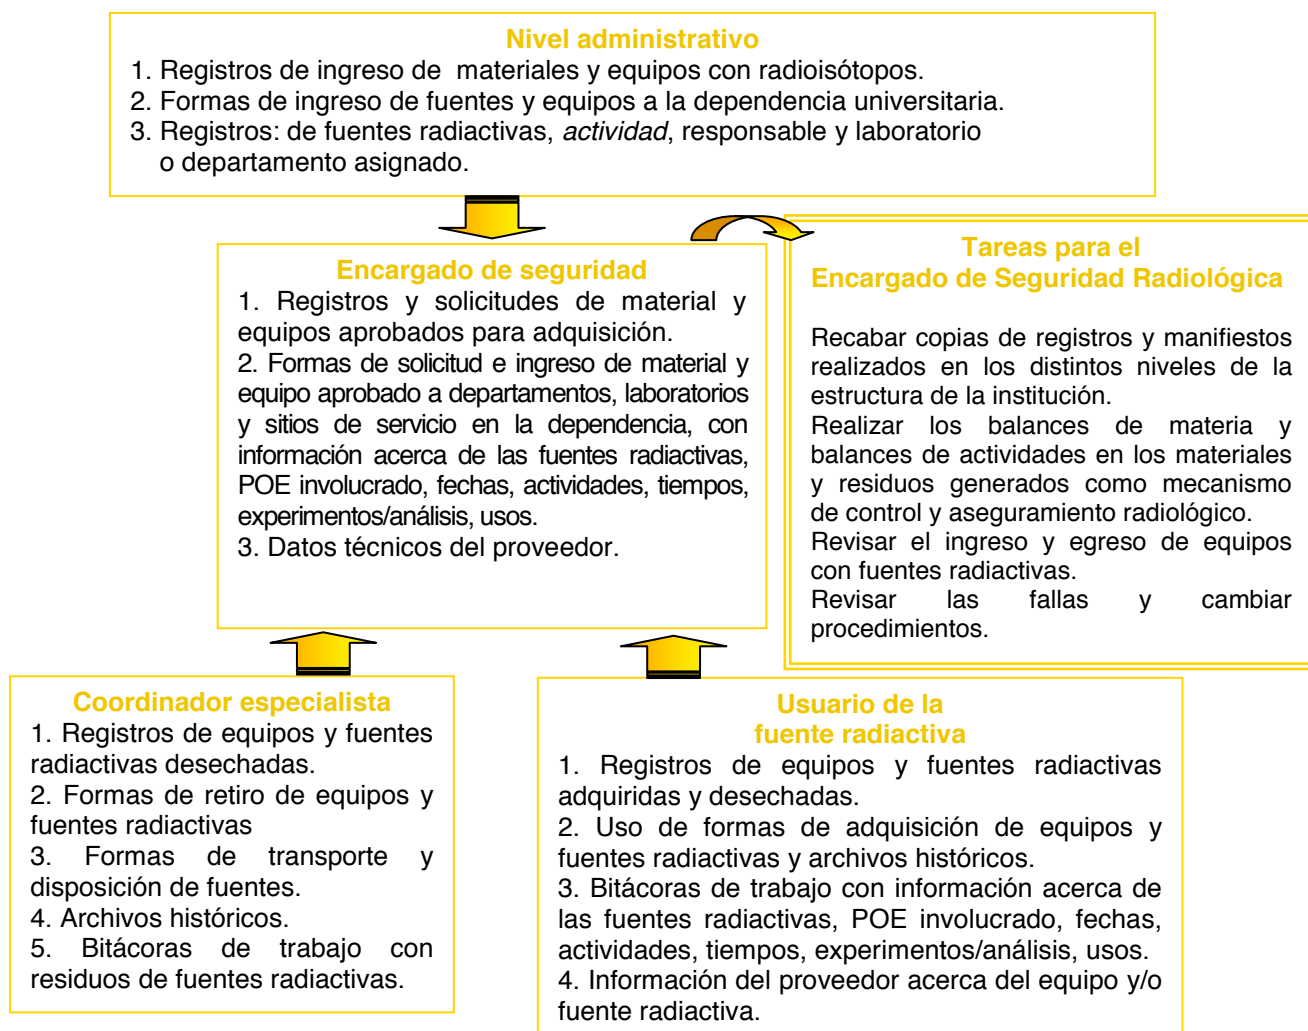 Nivel administrativo
1. Registros de ingreso de materiales y equipos con radioisótopos.
2. Formas de ingreso de fuentes y equipos a la dependencia universitaria.
3. Registros: de fuentes radiactivas, actividad, responsable y laboratorio
o departamento asignado.
Encargado de seguridad
1. Registros y solicitudes de material y
equipos aprobados para adquisición.
2. Formas de solicitud e ingreso de material y
equipo aprobado a departamentos, laboratorios
y sitios de servicio en la dependencia, con
información acerca de las fuentes radiactivas,
POE involucrado, fechas, actividades, tiempos,
experimentos/análisis, usos.
3. Datos técnicos del proveedor.
Tareas para el
Encargado de Seguridad Radiológica
Recabar copias de registros y manifiestos
realizados en los distintos niveles de la
estructura de la institución.
Realizar los balances de materia y
balances de actividades en los materiales
y residuos generados como mecanismo
de control y aseguramiento radiológico.
Revisar el ingreso y egreso de equipos
con fuentes radiactivas.
Revisar las fallas y cambiar
procedimientos.
Coordinador especialista
1. Registros de equipos y fuentes
radiactivas desechadas.
2. Formas de retiro de equipos y
fuentes radiactivas
3. Formas de transporte y
disposición de fuentes.
4. Archivos históricos.
5. Bitácoras de trabajo con
residuos de fuentes radiactivas.
Usuario de la
fuente radiactiva
1. Registros de equipos y fuentes radiactivas
adquiridas y desechadas.
2. Uso de formas de adquisición de equipos y
fuentes radiactivas y archivos históricos.
3. Bitácoras de trabajo con información acerca de
las fuentes radiactivas, POE involucrado, fechas,
actividades, tiempos, experimentos/análisis, usos.
4. Información del proveedor acerca del equipo y/o
fuente radiactiva.